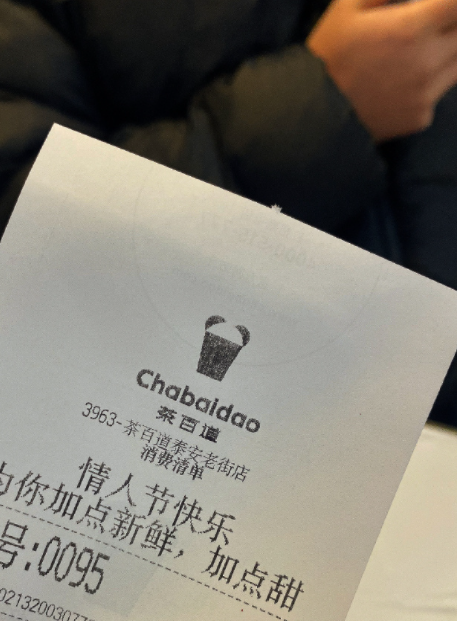 Chabaidao
茶百道
3963-茶百道泰安老街店
消费清单
情人节快乐
为你加点新鲜，加点甜
号:0095